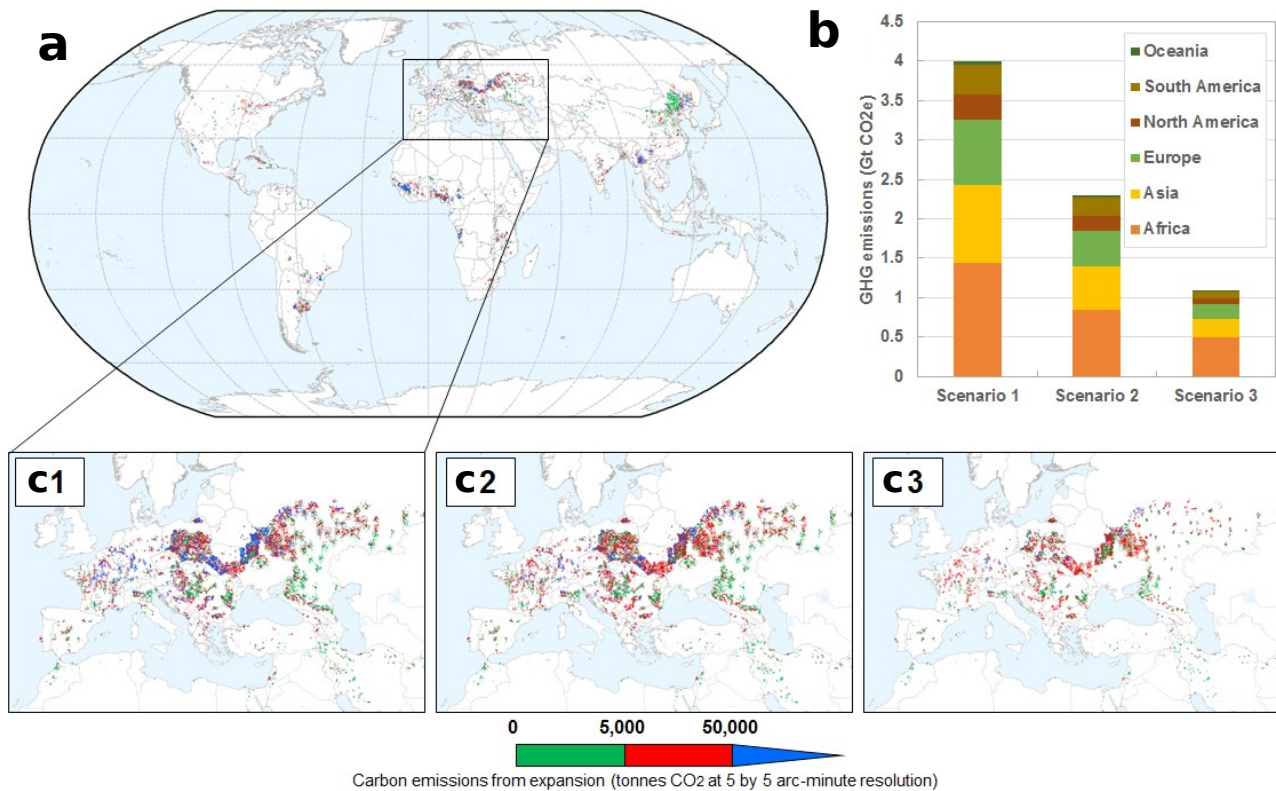 a
b
4.5
4
3.5
3
2.5
2
1.5
1
0.5
0
GHG emissions (Gt CO2e)
Oceania
South America
North America
Europe
Asia
Africa
Scenario 1
Scenario 2
Scenario 3
c1
c2
c3
0
5,000
50,000
Carbon emissions from expansion (tonnes CO2 at 5 by 5 arc-minute resolution)